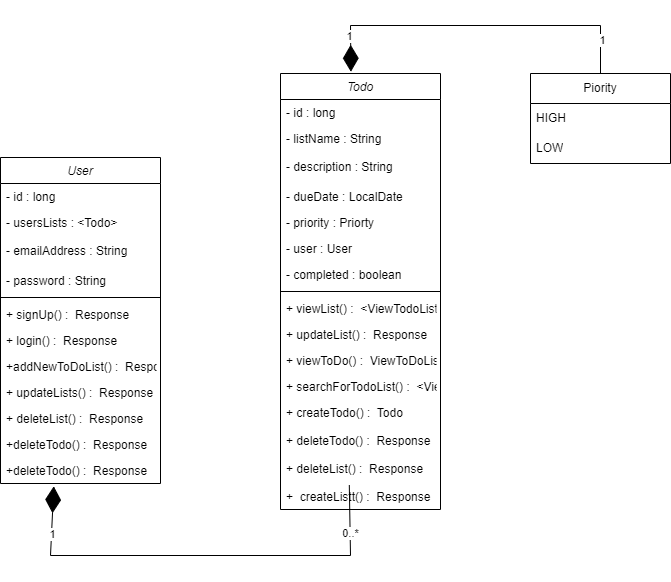 1
1
Todo
- id : long
- listName : String
- description : String
- dueDate : LocalDate
- priority : Priorty
- user : User
- completed : boolean
+ viewList() : <ViewTodoList
+ updateList() : Response
+ viewToDo() : ViewToDoLis
+ searchForTodoList() : <Vie
+ createTodo() : Todo
+ deleteTodo() : Response
+ deleteList() : Response
+ createListt() : Response
Piority
HIGH
LOW
User
- id : long
- usersLists : <Todo>
- emailAddress : String
- password : String
+ signUp() : Response
+ login() : Response
+addNewToDoList() : Respo
+ updateLists() : Response
+ deleteList() : Response
+deleteTodo() : Response
+deleteTodo() : Response
1
0..*